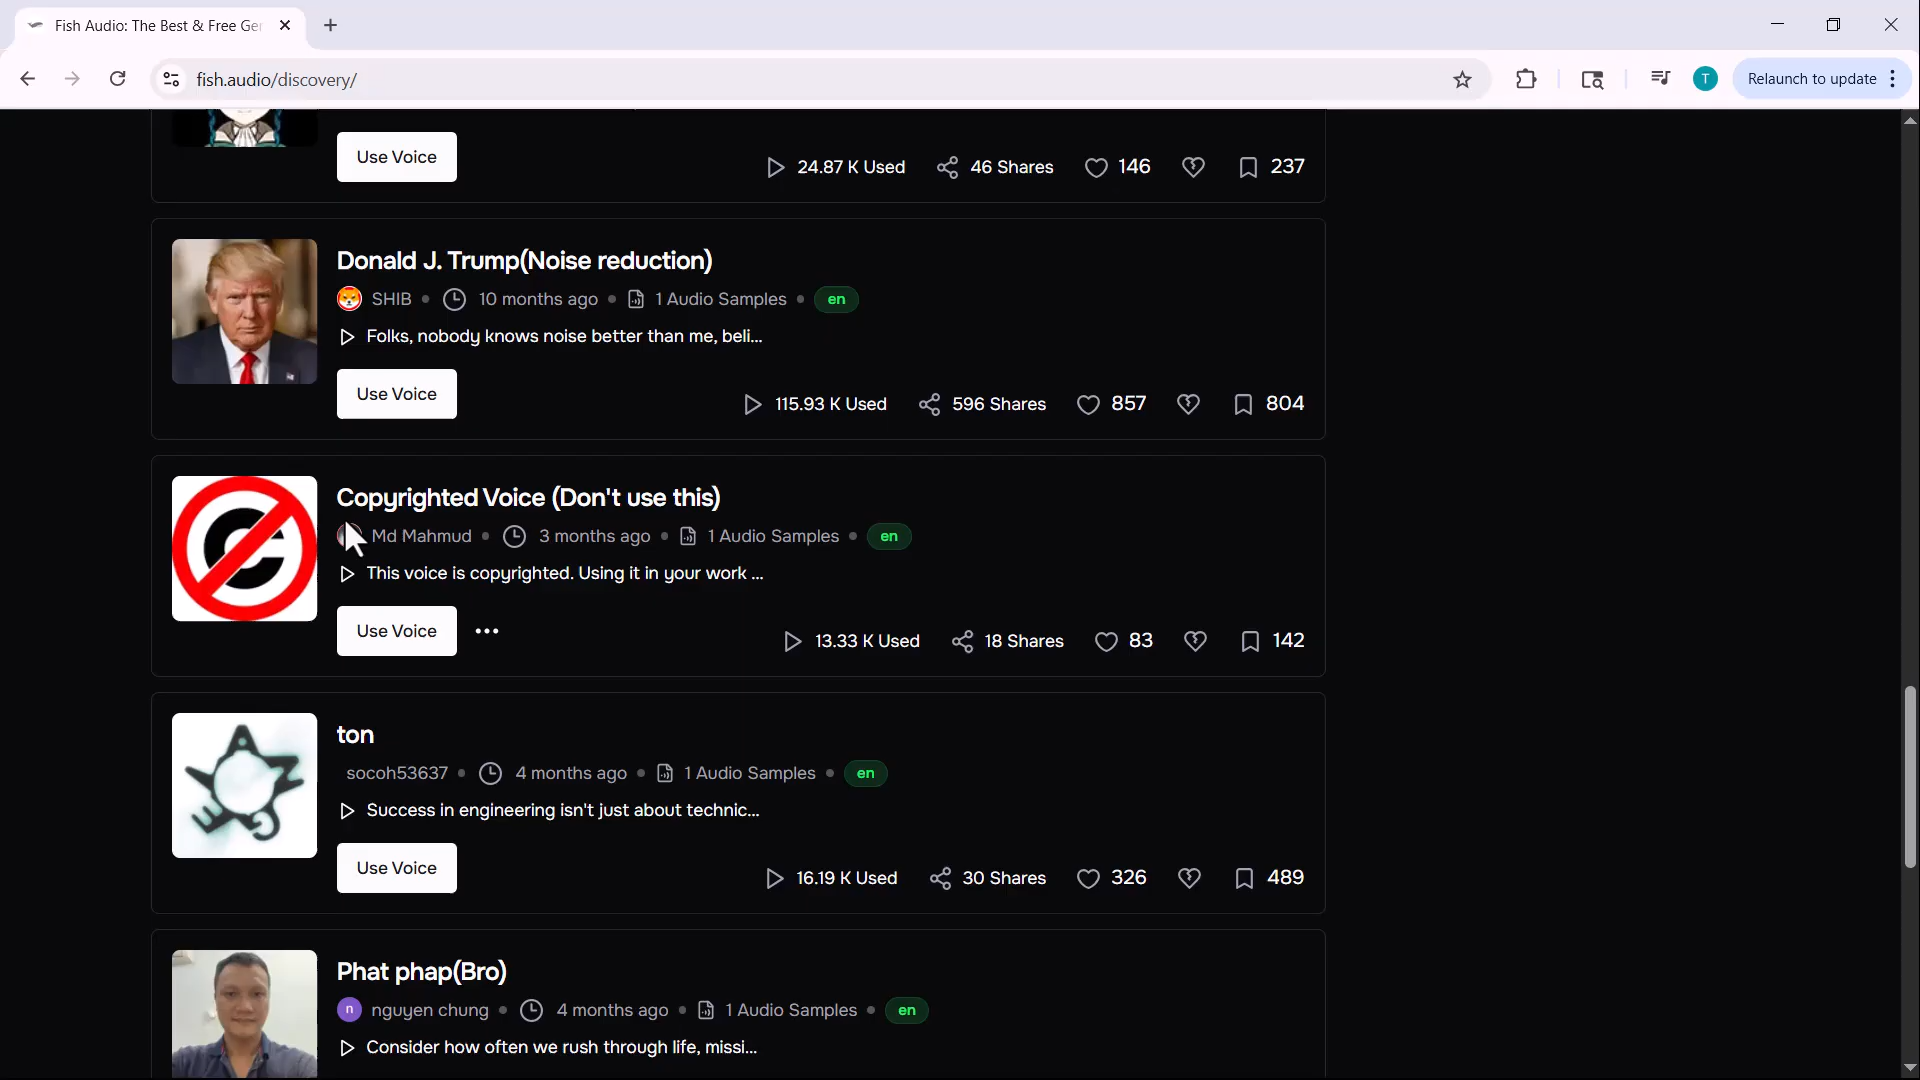 Fish Audio: The Best & Free Ge
fish.audio/discovery/
T
Relaunch to update
Use Voice
24.87 K Used
46 Shares
146
237
Donald J. Trump(Noise reduction)
SHIB • 10 months ago • 1 Audio Samples • en
Folks, nobody knows noise better than me, beli...
Use Voice
115.93 K Used
596 Shares
857
804
Copyrighted Voice (Don't use this)
Md Mahmud • 3 months ago • 1 Audio Samples • en
This voice is copyrighted. Using it in your work ...
Use Voice
13.33 K Used
18 Shares
83
142
ton
socoh53637 • 4 months ago • 1 Audio Samples • en
Success in engineering isn't just about technic...
Use Voice
16.19 K Used
30 Shares
326
489
Phat phap(Bro)
n nguyen chung • 4 months ago • 1 Audio Samples • en
Consider how often we rush through life, missi...